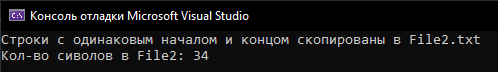 Консоль отладки Microsoft Visual Studio
Строки с одинаковым началом и концом скопированы в File2.txt
Кол-во сиволов в File2: 34